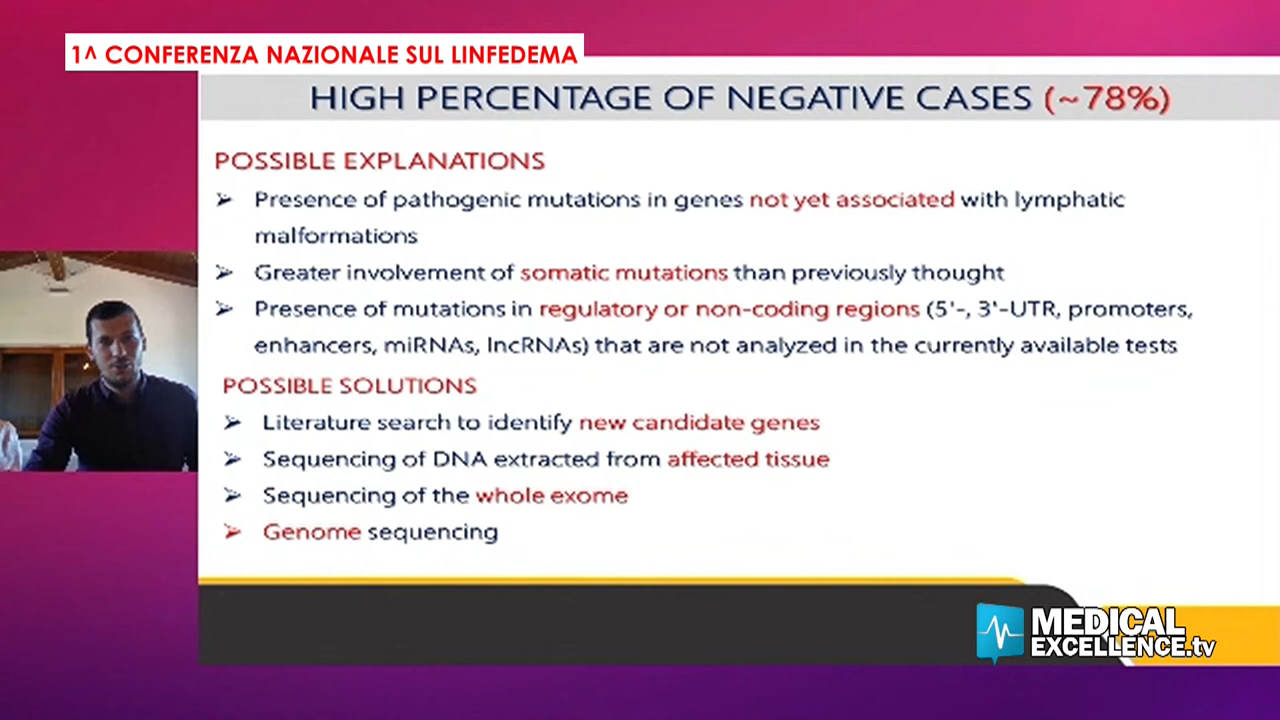 1^ CONFERENZA NAZIONALE SUL LINFEDEMA
HIGH PERCENTAGE OF NEGATIVE CASES (~78%)
POSSIBLE EXPLANATIONS
➢ Presence of pathogenic mutations in genes not yet associated with lymphatic
malformations
➢ Greater involvement of somatic mutations than previously thought
➢ Presence of mutations in regulatory or non-coding regions (5'-, 3'-UTR, promoters,
enhancers, miRNAs, lncRNAs) that are not analyzed in the currently available tests
POSSIBLE SOLUTIONS
➢ Literature search to identify new candidate genes
➢ Sequencing of DNA extracted from affected tissue
➢ Sequencing of the whole exome
➢ Genome sequencing
MEDICAL
EXCELLENCE.tv